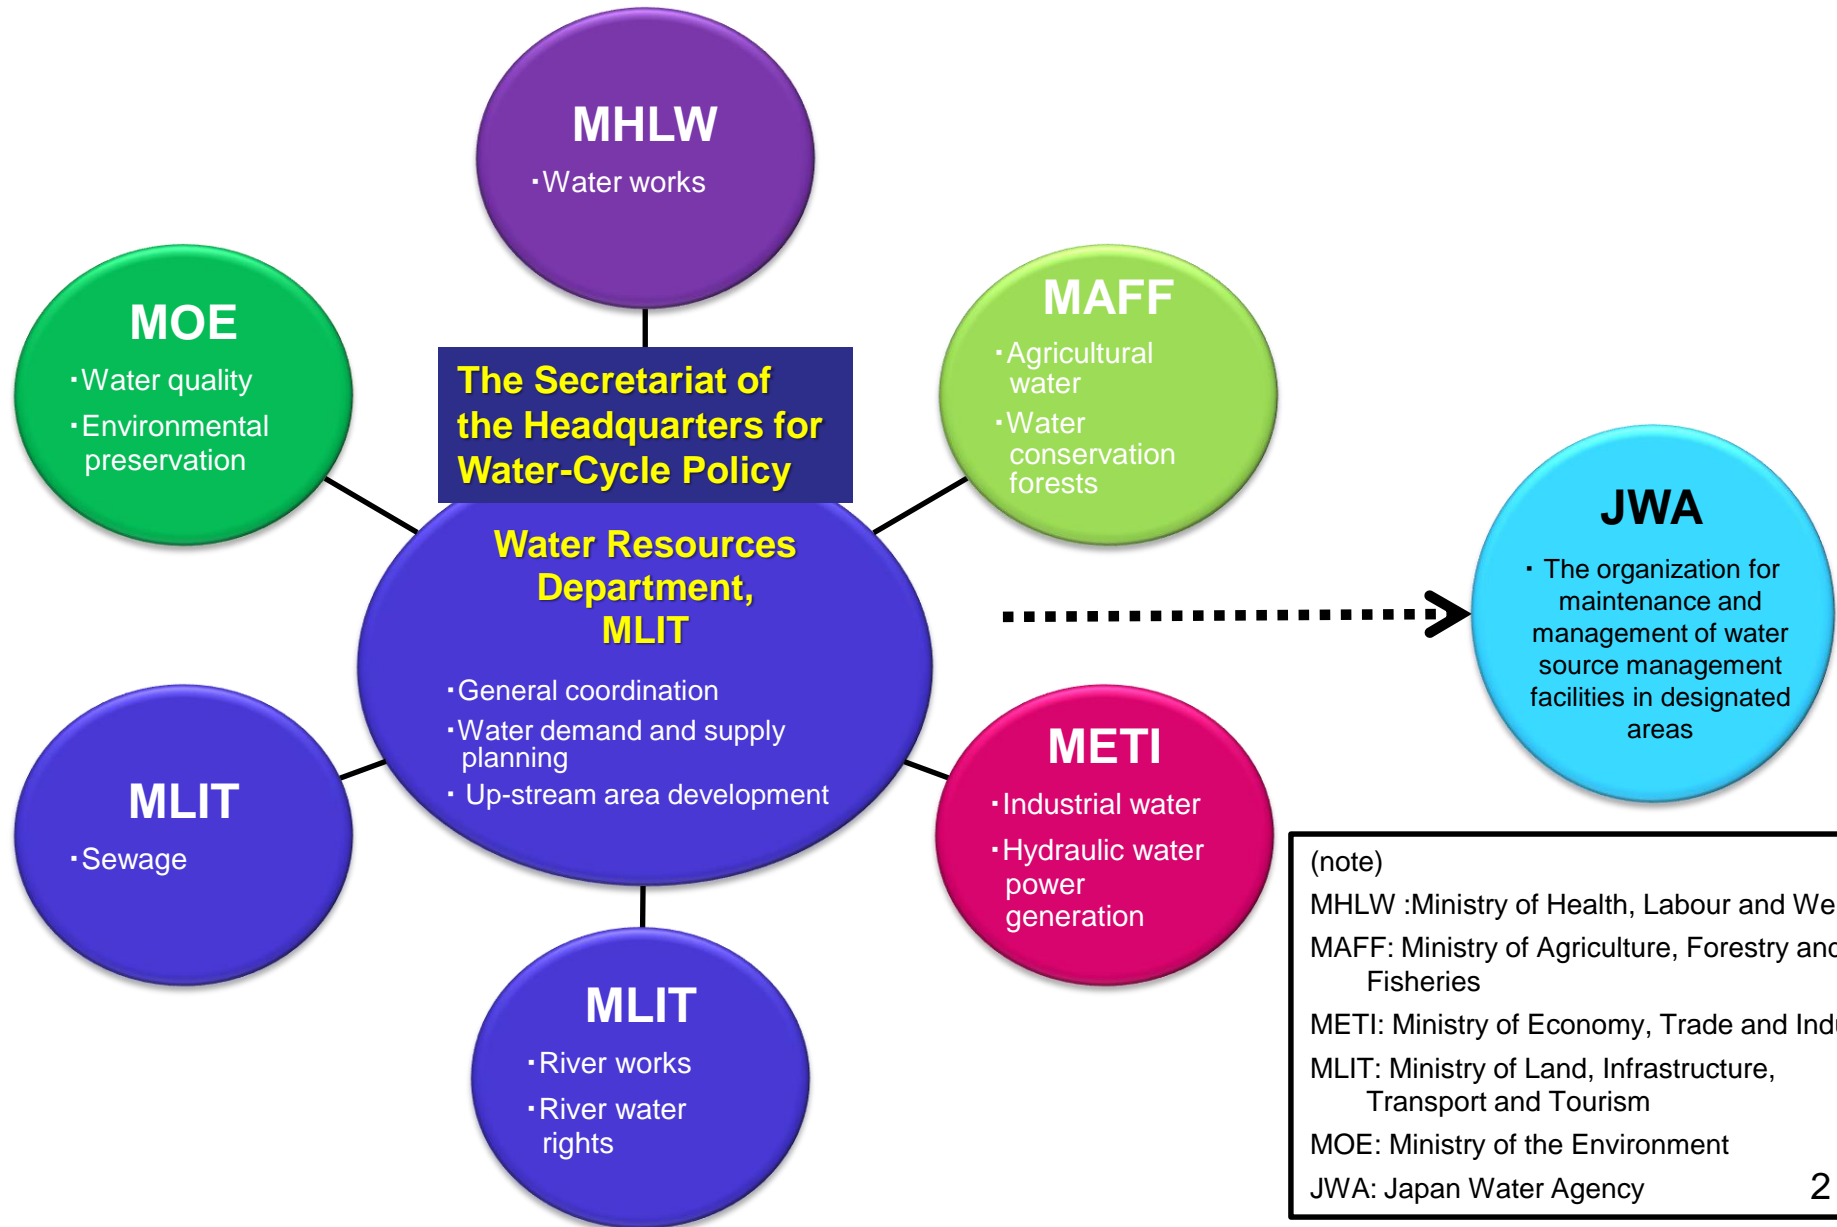 MHLW
・Water works
MOE
・Water quality
・Environmental
preservation
The Secretariat of
the Headquarters for
Water-Cycle Policy
MAFF
・Agricultural
water
・Water
conservation
forests
Water Resources
Department,
MLIT
・General coordination
・Water demand and supply
planning
・ Up-stream area development
JWA
・ The organization for
maintenance and
management of water
source management
facilities in designated
areas
MLIT
・Sewage
METI
・Industrial water
・Hydraulic water
power
generation
MLIT
・River works
・River water
rights
(note)
MHLW :Ministry of Health, Labour and
MAFF: Ministry of Agriculture, Forestry and
Fisheries
METI: Ministry of Economy, Trade and
MLIT: Ministry of Land, Infrastructure,
Transport and Tourism
MOE: Ministry of the Environment
JWA: Japan Water Agency
2